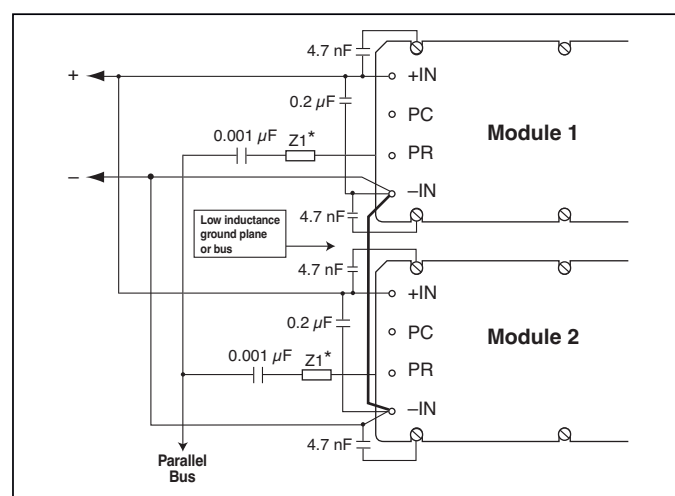 4.7 nF
+
+IN
0.2 µF
PC
Module 1
0.001 µF
Z1*
PR
–
–IN
Low inductance
ground plane
or bus
4.7 nF
4.7 nF
+IN
0.2 µF
PC
Module 2
0.001 µF
Z1*
PR
–IN
4.7 nF
Parallel
Bus